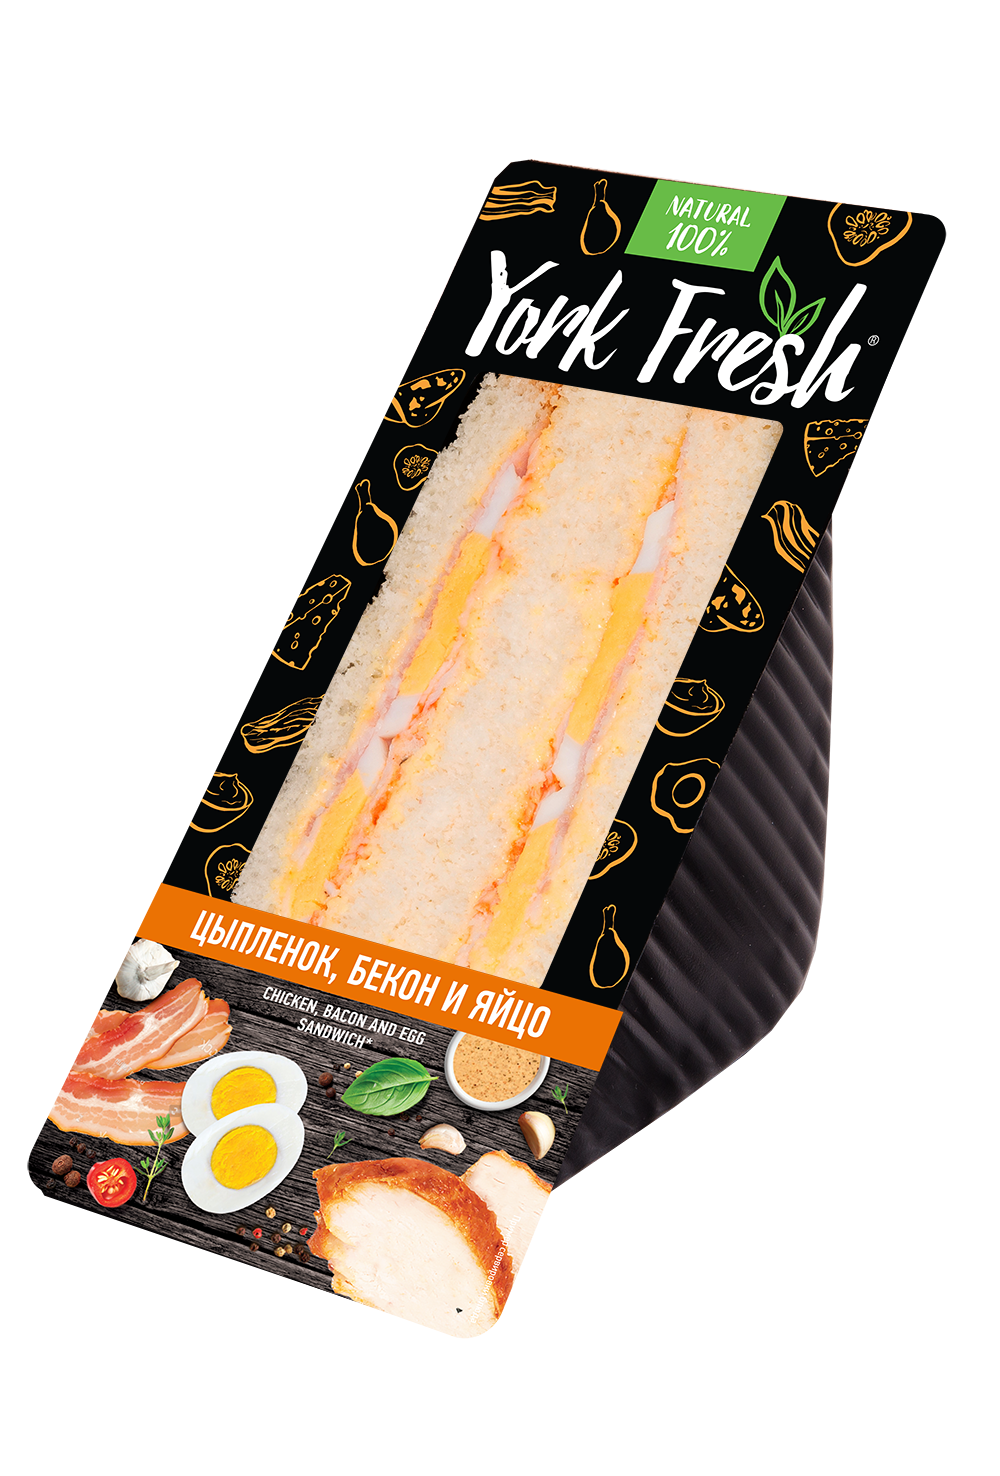 NATURAL
100%
York Fresh®
ЦЫПЛЕНОК, БЕКОН И ЯЙЦО
CHICKEN, BACON AND EGG
SANDWICH*